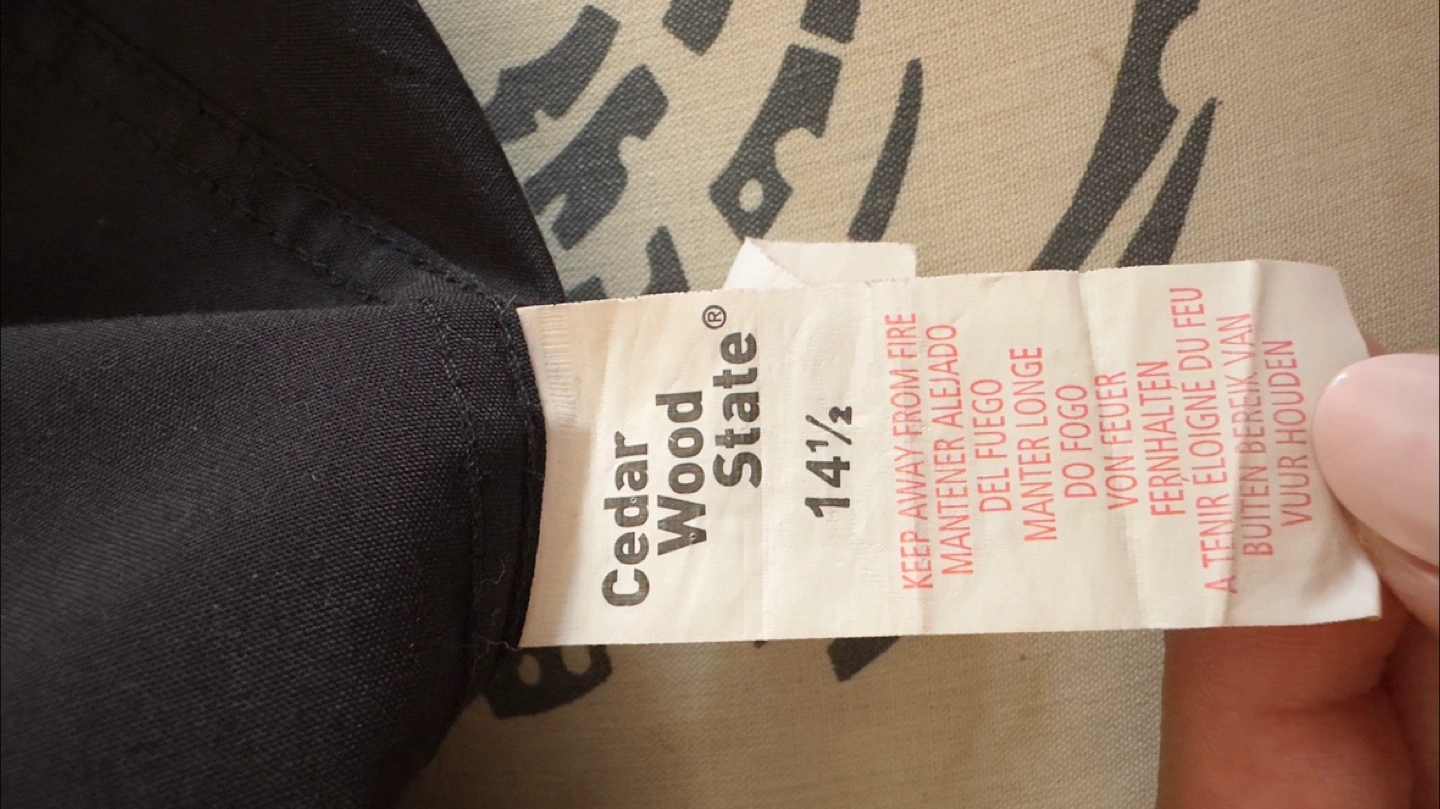 Cedar
Wood
State®
14½
KEEP AWAY FROM FIRE
MANTENER ALEJADO
DEL FUEGO
MANTER LONGE
DO FOGO
VON FEUER
FERNHALTEN
A TENIR ÉLOIGNÉ DU FEU
BUITEN BEREIK VAN
VUUR HOUDEN